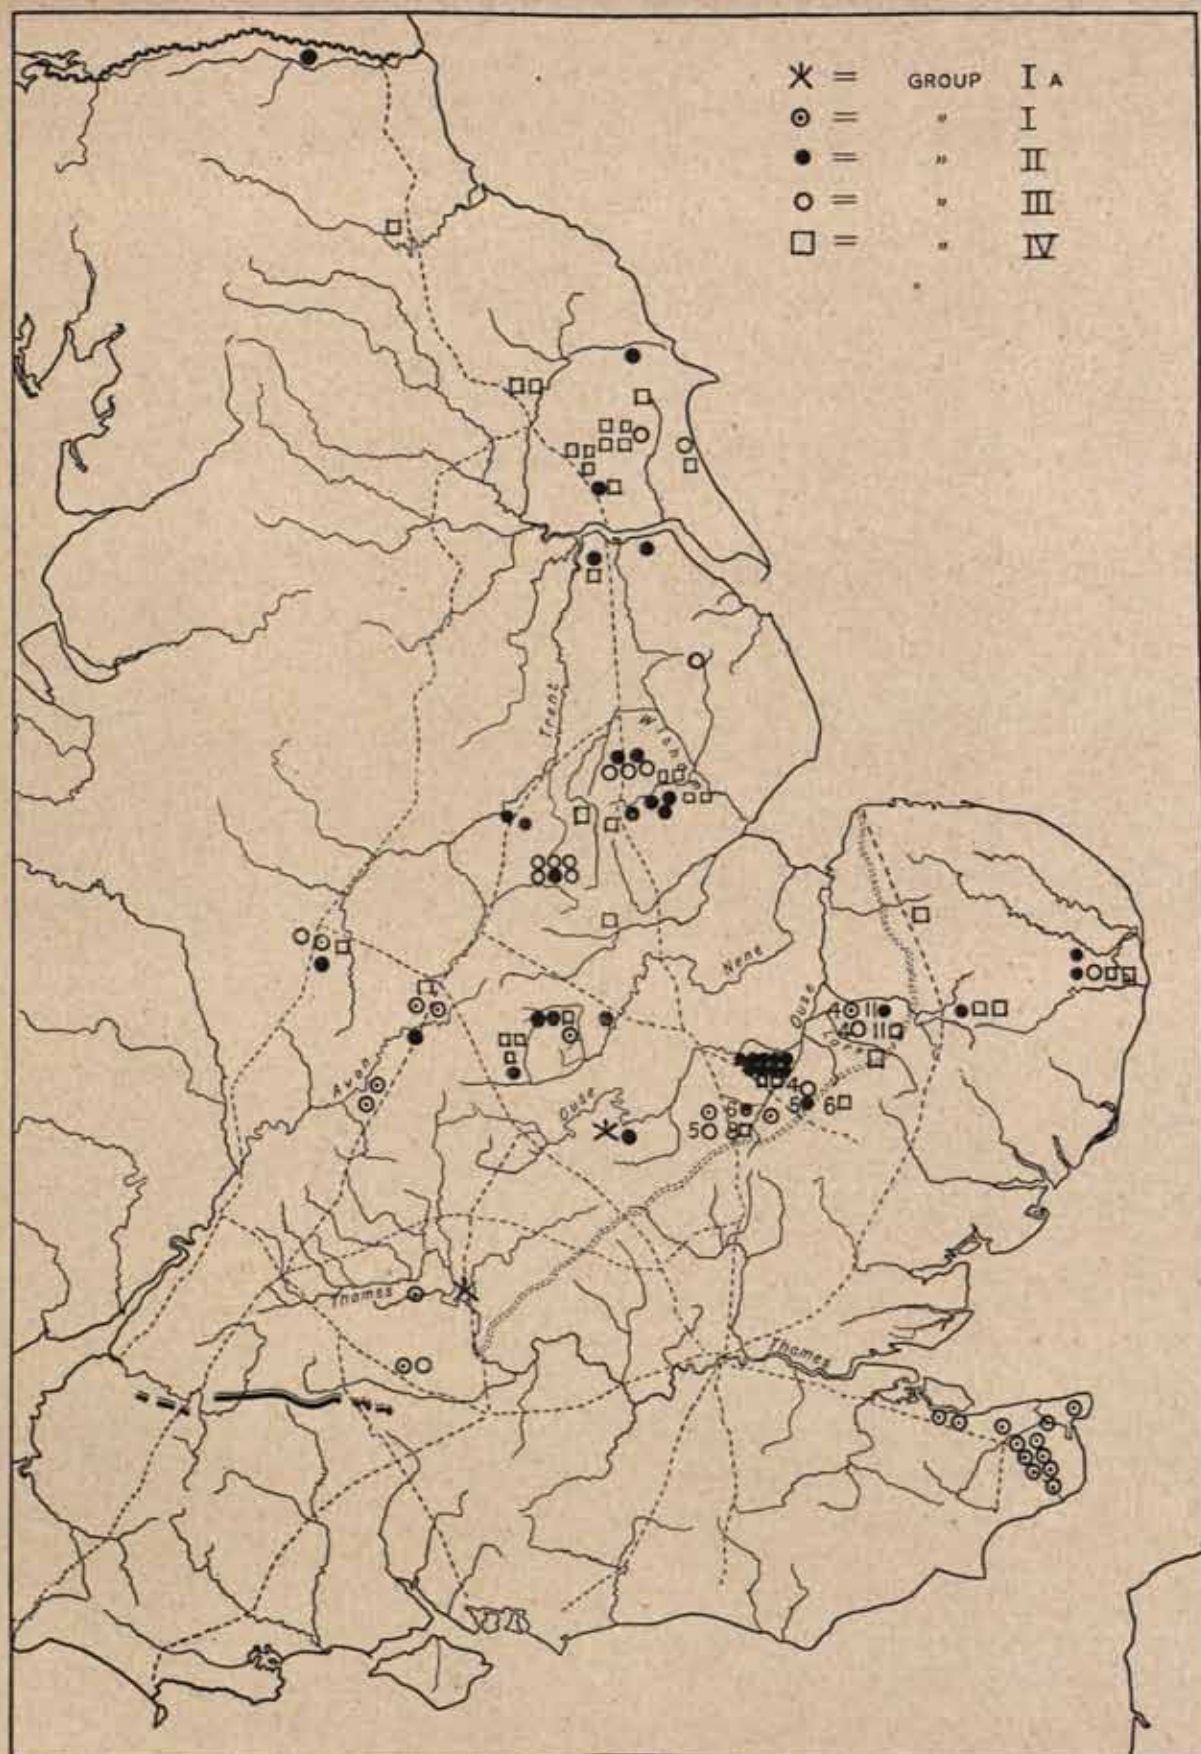 = GROUP I A
= " I
= " II
= " III
= " IV
Trent
Witham
Nene
Ouse
4 11
4 11
Avon
Ouse
4
5 6
6
5 8
Thames
Thames